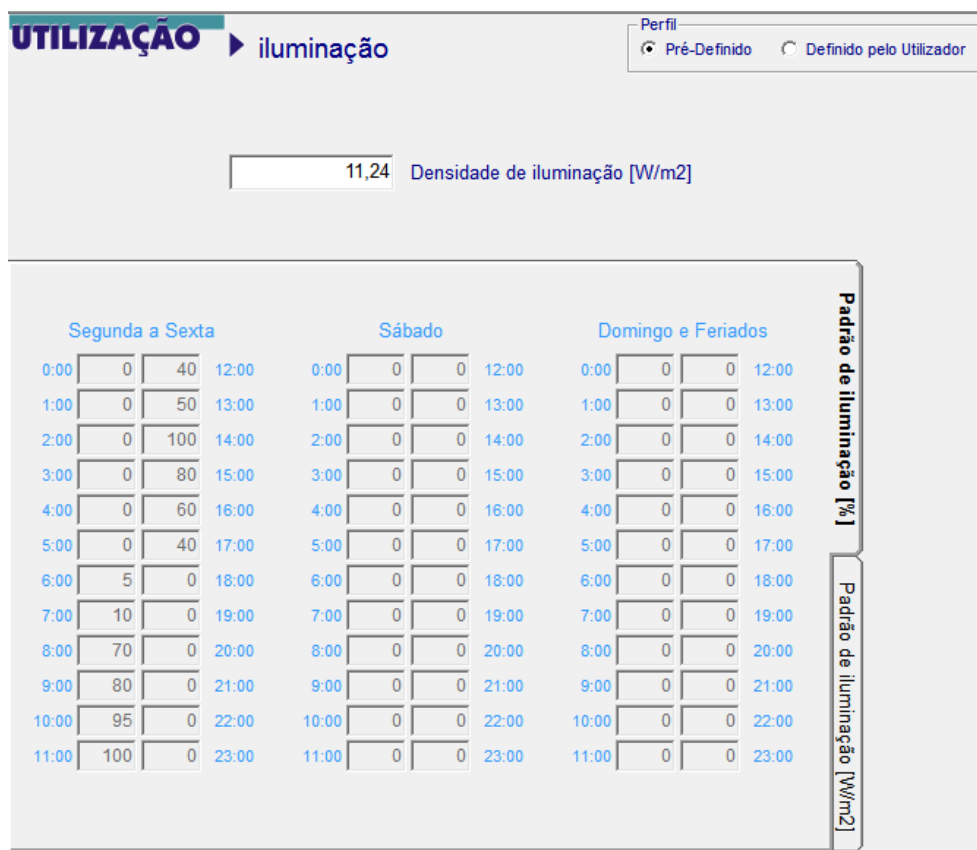 UTILIZAÇÃO
iluminação
Perfil
Pré-Definido Definido pelo Utilizador
11,24 Densidade de iluminação [W/m2]
Segunda a Sexta Sábado Domingo e Feriados
0:00 0 40 12:00 0:00 0 0 12:00 0:00 0 0 12:00
1:00 0 50 13:00 1:00 0 0 13:00 1:00 0 0 13:00
2:00 0 100 14:00 2:00 0 0 14:00 2:00 0 0 14:00
3:00 0 80 15:00 3:00 0 0 15:00 3:00 0 0 15:00
4:00 0 60 16:00 4:00 0 0 16:00 4:00 0 0 16:00
5:00 0 40 17:00 5:00 0 0 17:00 5:00 0 0 17:00
6:00 5 0 18:00 6:00 0 0 18:00 6:00 0 0 18:00
7:00 10 0 19:00 7:00 0 0 19:00 7:00 0 0 19:00
8:00 70 0 20:00 8:00 0 0 20:00 8:00 0 0 20:00
9:00 80 0 21:00 9:00 0 0 21:00 9:00 0 0 21:00
10:00 95 0 22:00 10:00 0 0 22:00 10:00 0 0 22:00
11:00 100 0 23:00 11:00 0 0 23:00 11:00 0 0 23:00
Padrão de iluminação [%]
Padrão de iluminação [W/m2]